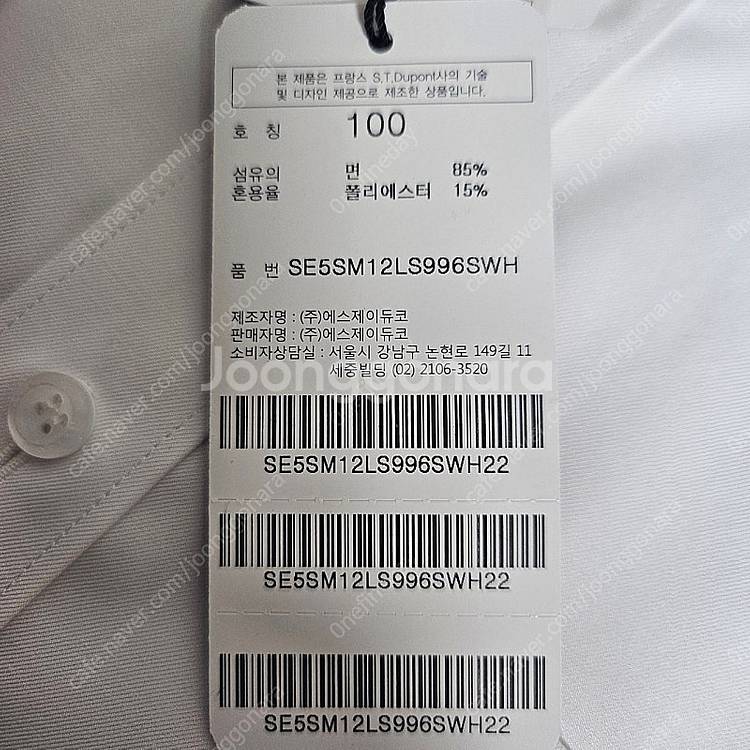 본 제품은 프랑스 S.T.Dupont사의 기술
및 디자인 제공으로 제조한 상품입니다.
호 칭 100
섬유의 면 85%
혼용율 폴리에스터 15%
품 번 SE5SM12LS996SWH
제조자명 : (주)에스제이듀코
판매자명 : (주)에스제이듀코
소비자상담실 : 서울시 강남구 논현로 149길 11
세중빌딩 (02) 2106-3520
Joonggonara
SE5SM12LS996SWH22
SE5SM12LS996SWH22
SE5SM12LS996SWH22
cafe.naver.com/joonggonara